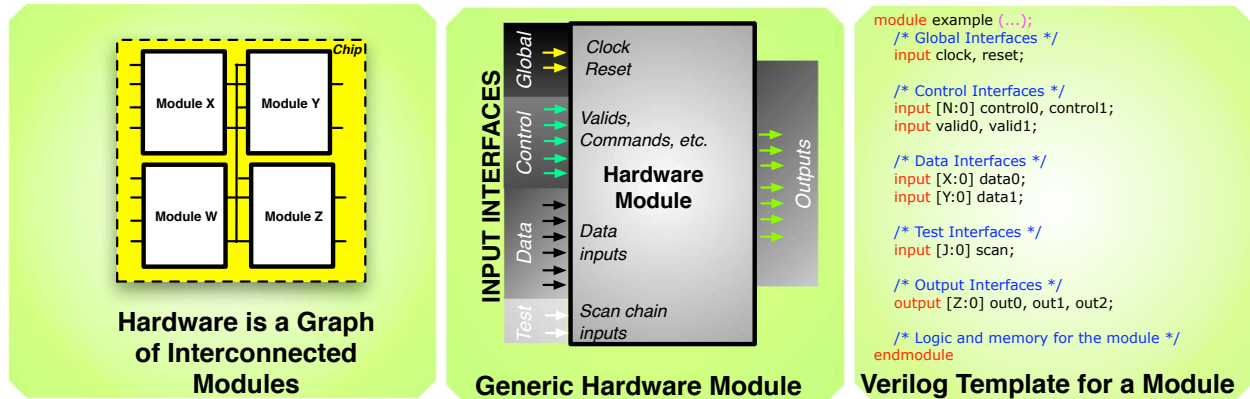 Chip
Module X
Module Y
Module W
Module Z
Hardware is a Graph
of Interconnected
Modules
INPUT INTERFACES
Global
Control
Data
Test
Clock
Reset
Valids,
Commands, etc.
Hardware
Module
Data
inputs
Scan chain
inputs
Outputs
Generic Hardware Module
module example (...);
/* Global Interfaces */
input clock, reset;
/* Control Interfaces */
input [N:0] control0, control1;
input valid0, valid1;
/* Data Interfaces */
input [X:0] data0;
input [Y:0] data1;
/* Test Interfaces */
input [J:0] scan;
/* Output Interfaces */
output [Z:0] out0, out1, out2;
/* Logic and memory for the module */
endmodule
Verilog Template for a Module